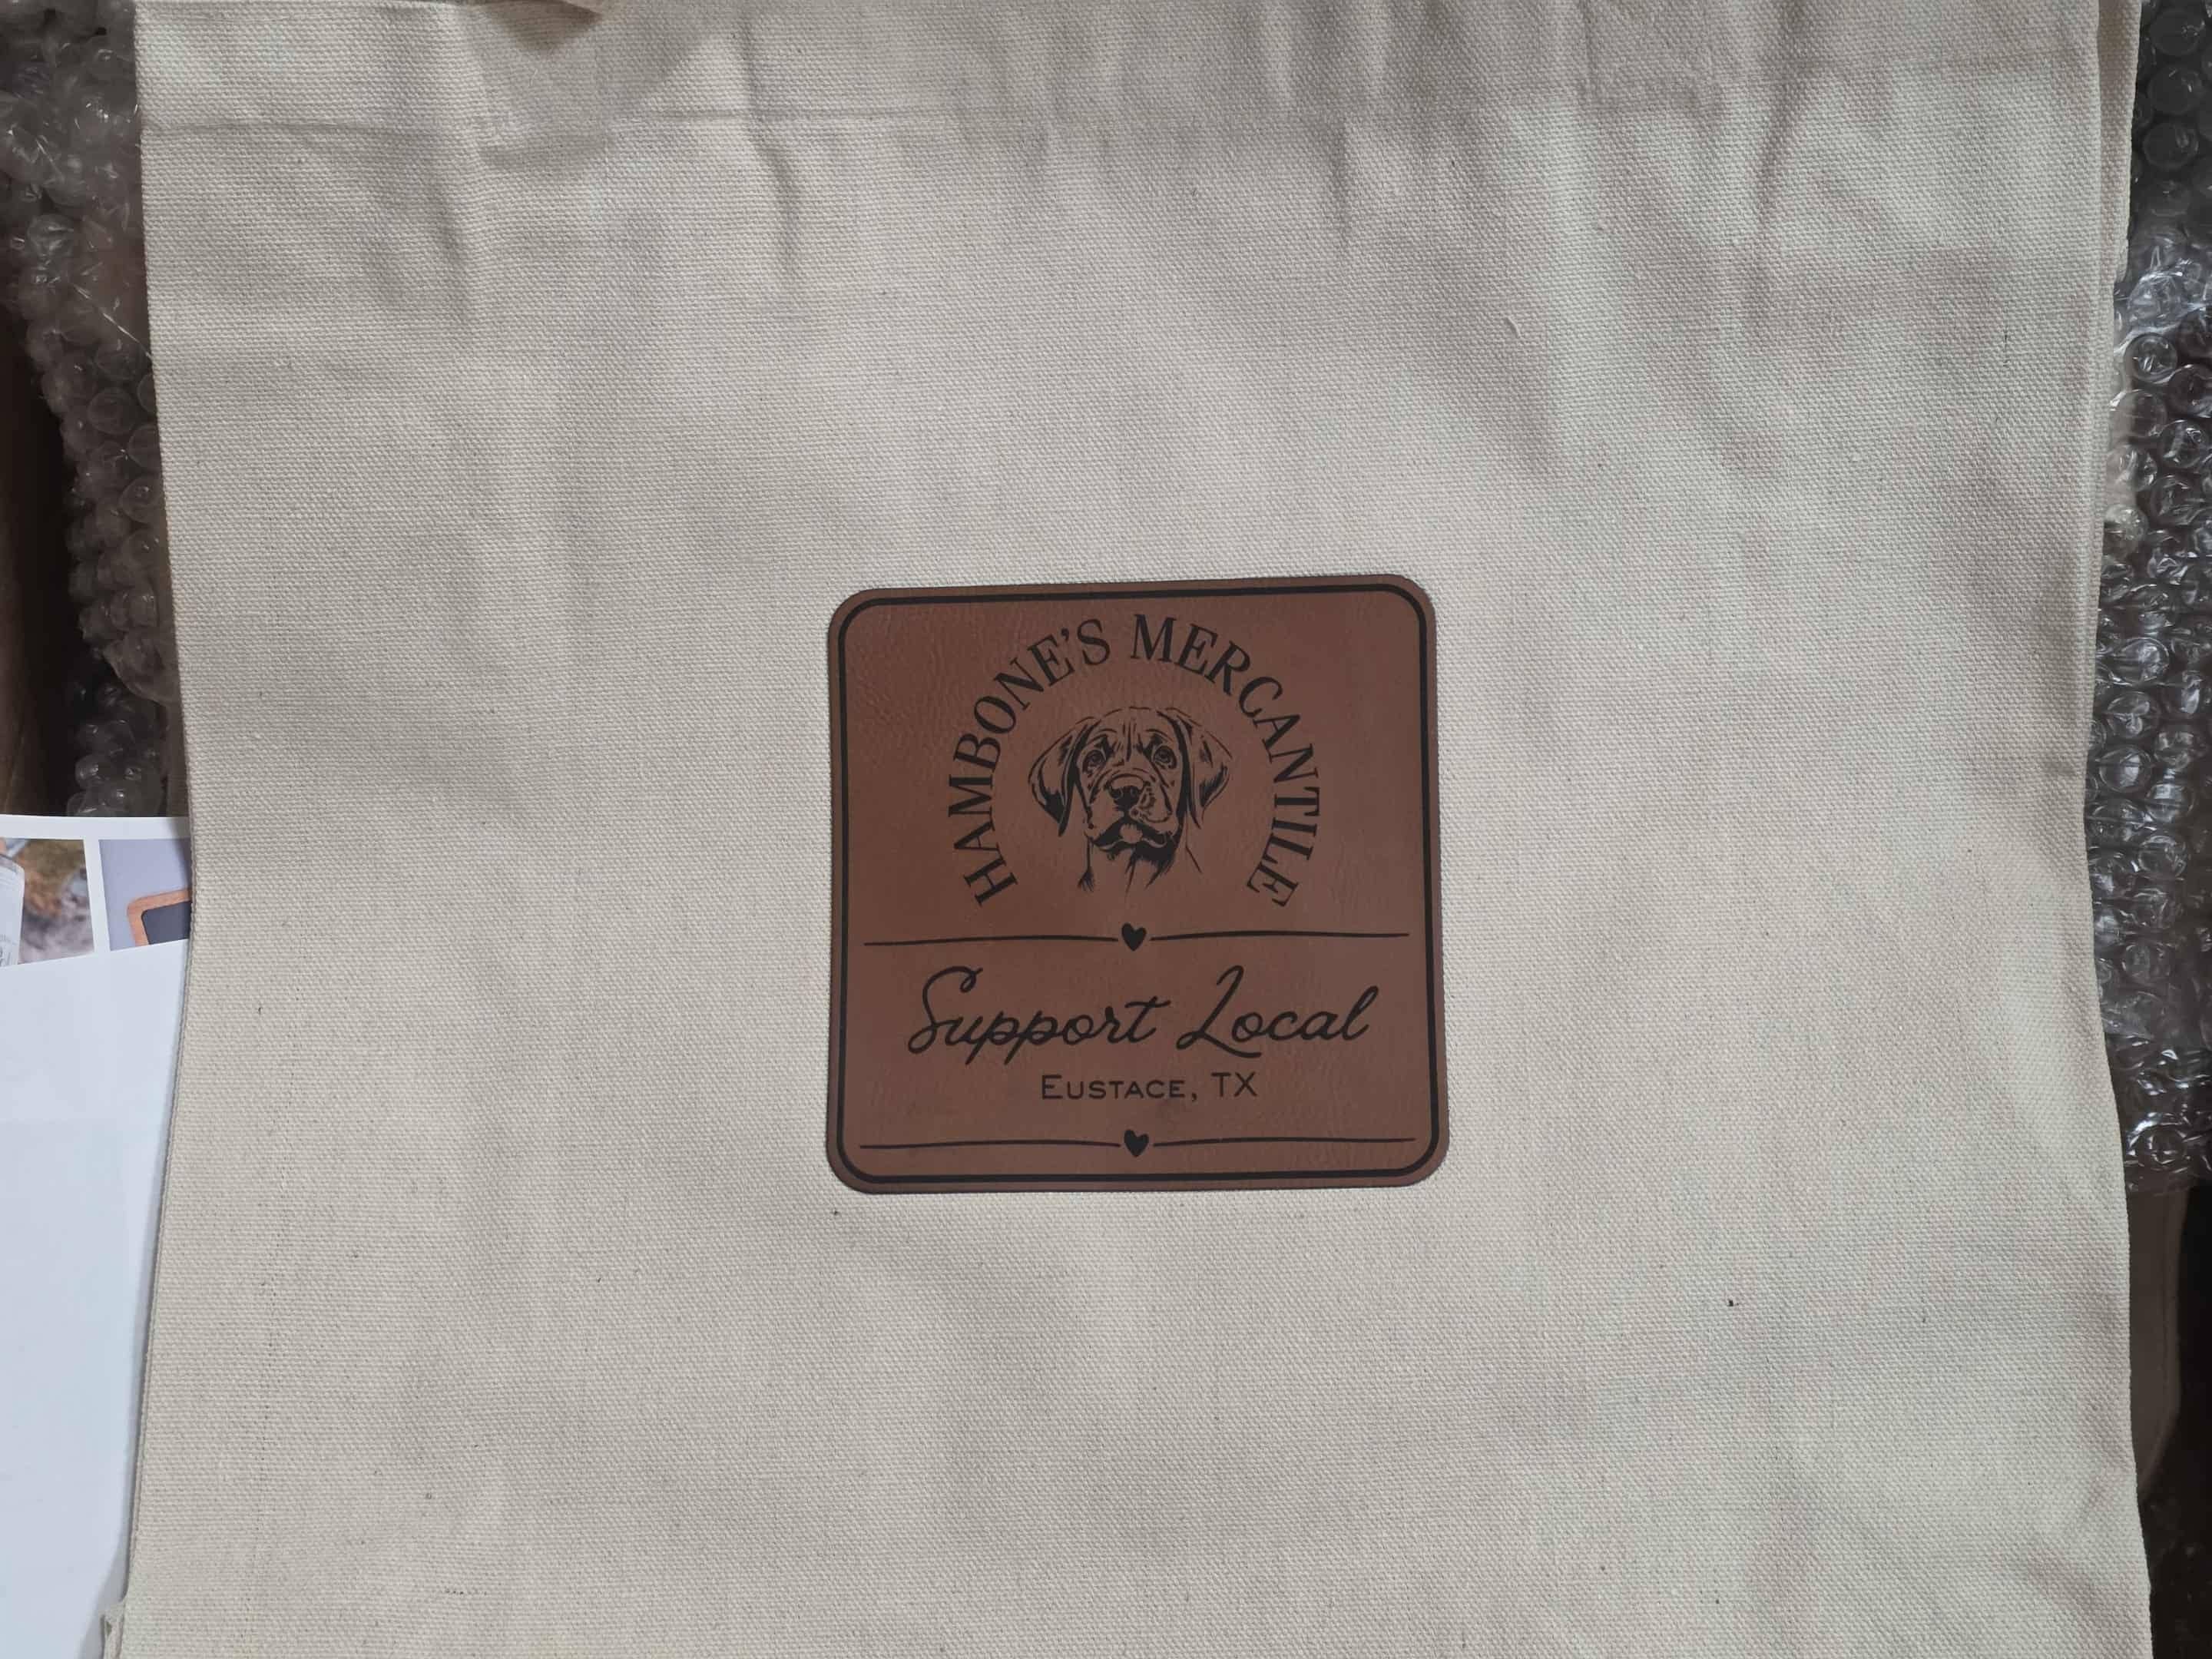 HAMBONE'S MERCANTILE
Support Local
EUSTACE, TX